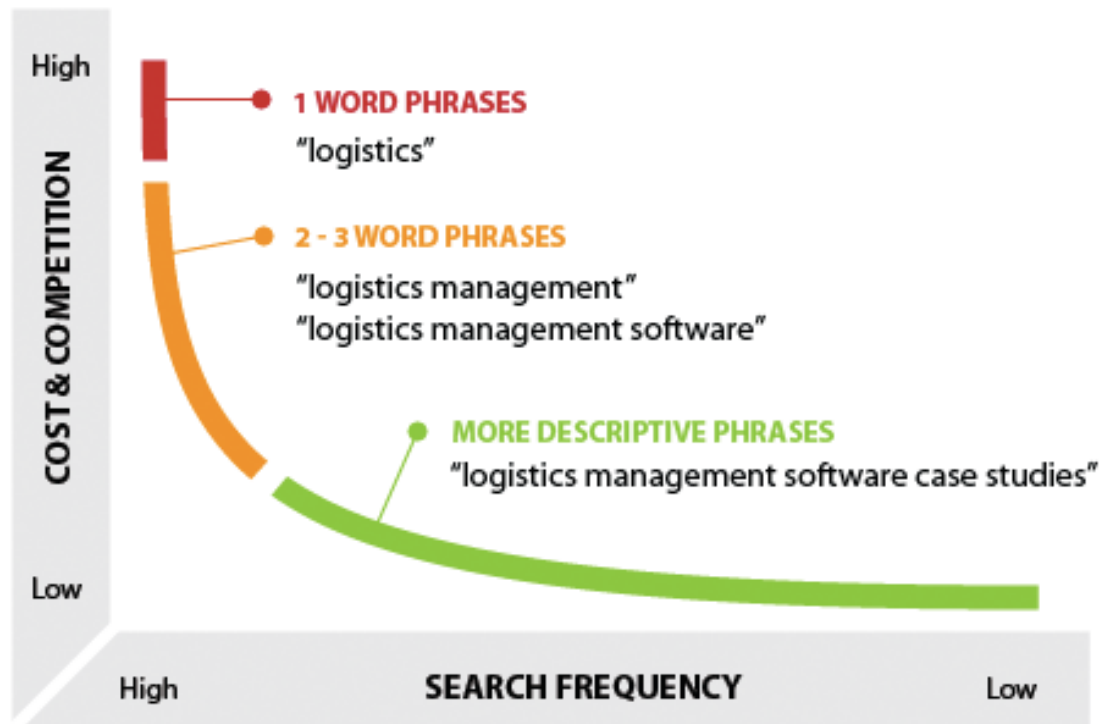 High
COST & COMPETITION
Low
1 WORD PHRASES
“logistics”
2 - 3 WORD PHRASES
“logistics management”
“logistics management software”
MORE DESCRIPTIVE PHRASES
“logistics management software case studies”
High
SEARCH FREQUENCY
Low